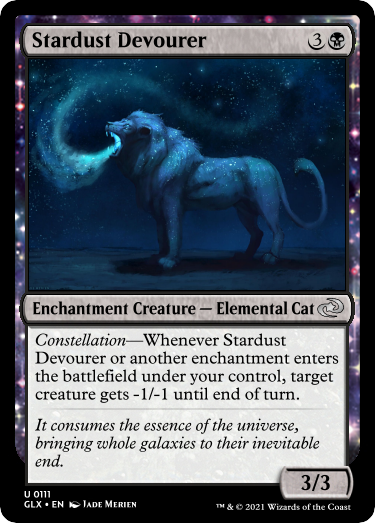 Stardust Devourer 3
Enchantment Creature — Elemental Cat
Constellation—Whenever Stardust
Devourer or another enchantment enters
the battlefield under your control, target
creature gets -1/-1 until end of turn.
It consumes the essence of the universe,
bringing whole galaxies to their inevitable
end.
3/3
U 0111
GLX • EN Jade Merien
™ & © 2021 Wizards of the Coast